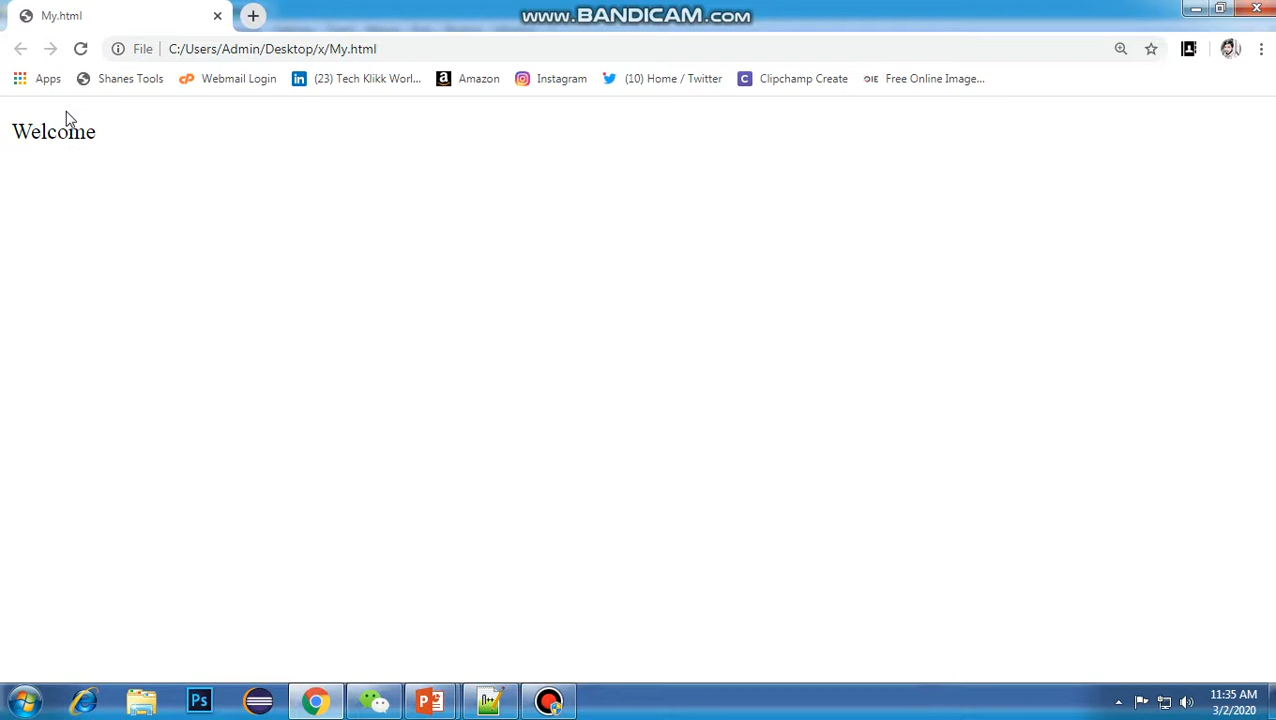 My.html
www.BANDICAM.com
File C:/Users/Admin/Desktop/x/My.html
Apps Shanes Tools Webmail Login (23) Tech Klikk Worl... Amazon Instagram (10) Home / Twitter Clipchamp Create Free Online Image...
Welcome
11:35 AM
3/2/2020